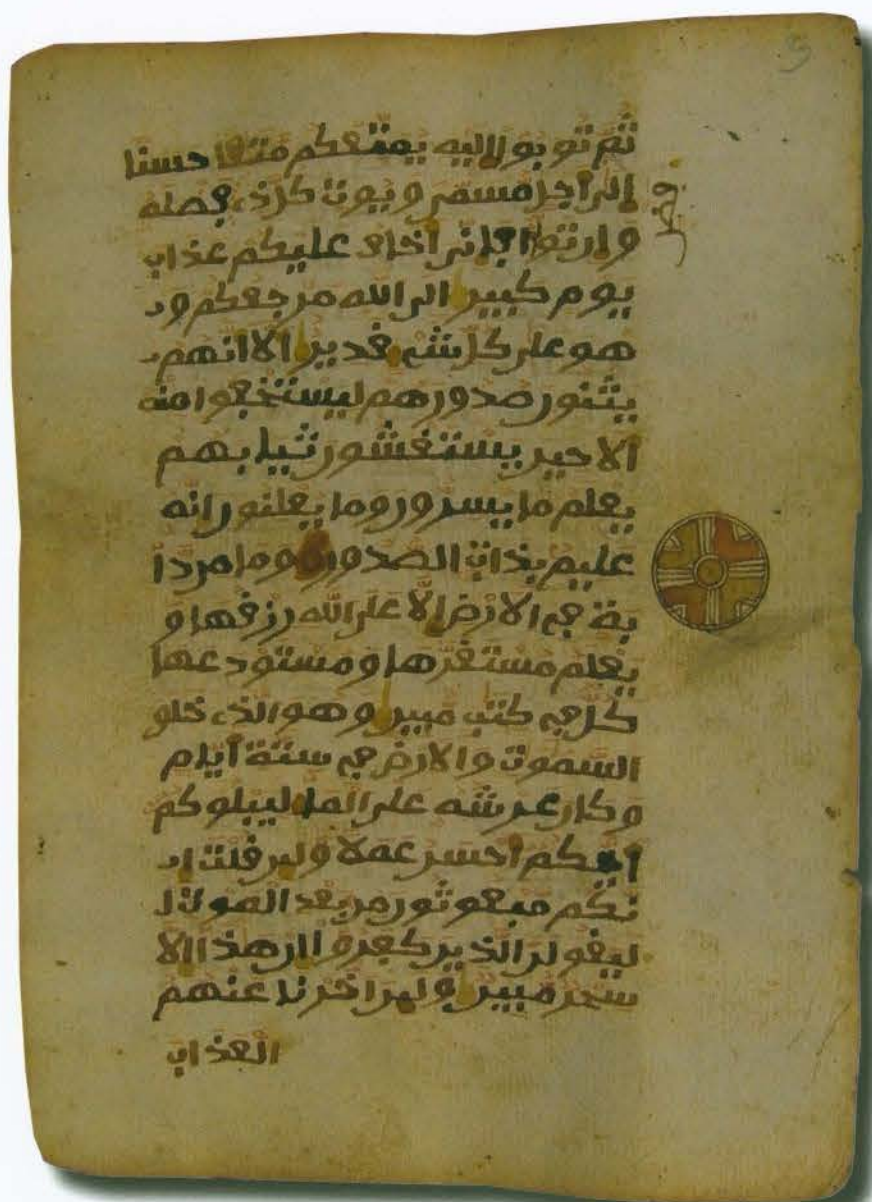 ثم توبوا اليه يمتعكم متعا حسنا
الى اجل مسمى ويوت كل ذى فضله
فضل
وان تولوا فانى اخاف عليكم عذاب
يوم كبير الى الله مرجعكم و
هو على كل شىء قدير الا انهم
يثنون صدورهم ليستخفوا منه
الا حين يستغشون ثيابهم
يعلم ما يسرون وما يعلنون انه
عليم بذات الصدور وما من دا
بة فى الارض الا على الله رزقها و
يعلم مستقرها ومستودعها
كل فى كتب مبين وهو الذى خلق
السموت والارض فى ستة ايام
وكان عرشه على الما ليبلوكم
ايكم احسن عملا ولين قلت ا
نكم مبعوثون من بعد الموت ل
ليقولن الذين كفروا ان هذا الا
سحر مبين ولين اخرنا عنهم
العذاب